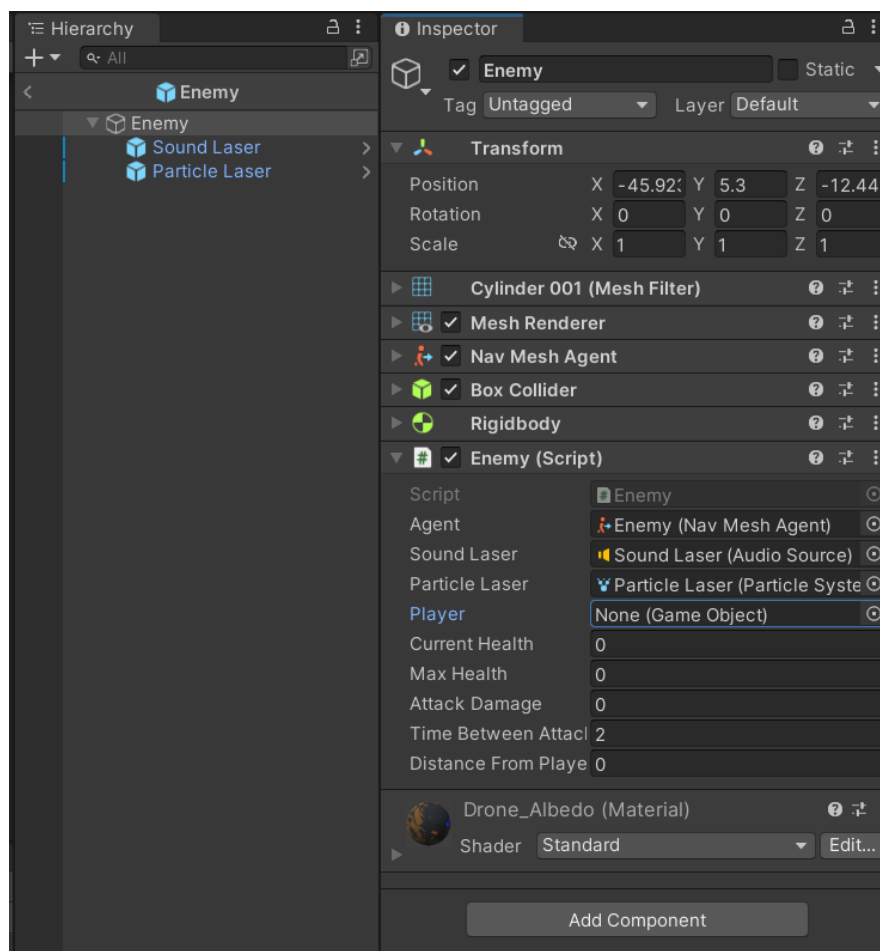 Hierarchy
All
Enemy
Enemy
Sound Laser
Particle Laser
Inspector
Enemy
Static
Tag Untagged Layer Default
Transform
Position X -45.923 Y 5.3 Z -12.44
Rotation X 0 Y 0 Z 0
Scale X 1 Y 1 Z 1
Cylinder 001 (Mesh Filter)
Mesh Renderer
Nav Mesh Agent
Box Collider
Rigidbody
# Enemy (Script)
Script # Enemy
Agent Enemy (Nav Mesh Agent)
Sound Laser Sound Laser (Audio Source)
Particle Laser Particle Laser (Particle Syste
Player None (Game Object)
Current Health 0
Max Health 0
Attack Damage 0
Time Between Attacl 2
Distance From Playe 0
Drone_Albedo (Material)
Shader Standard Edit...
Add Component